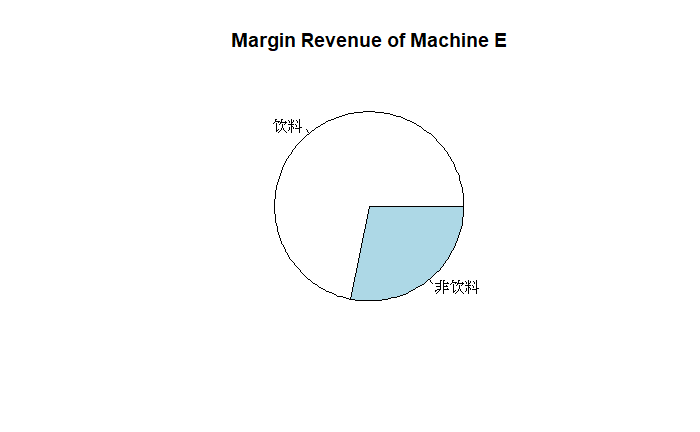 Margin Revenue of Machine E
饮料
非饮料